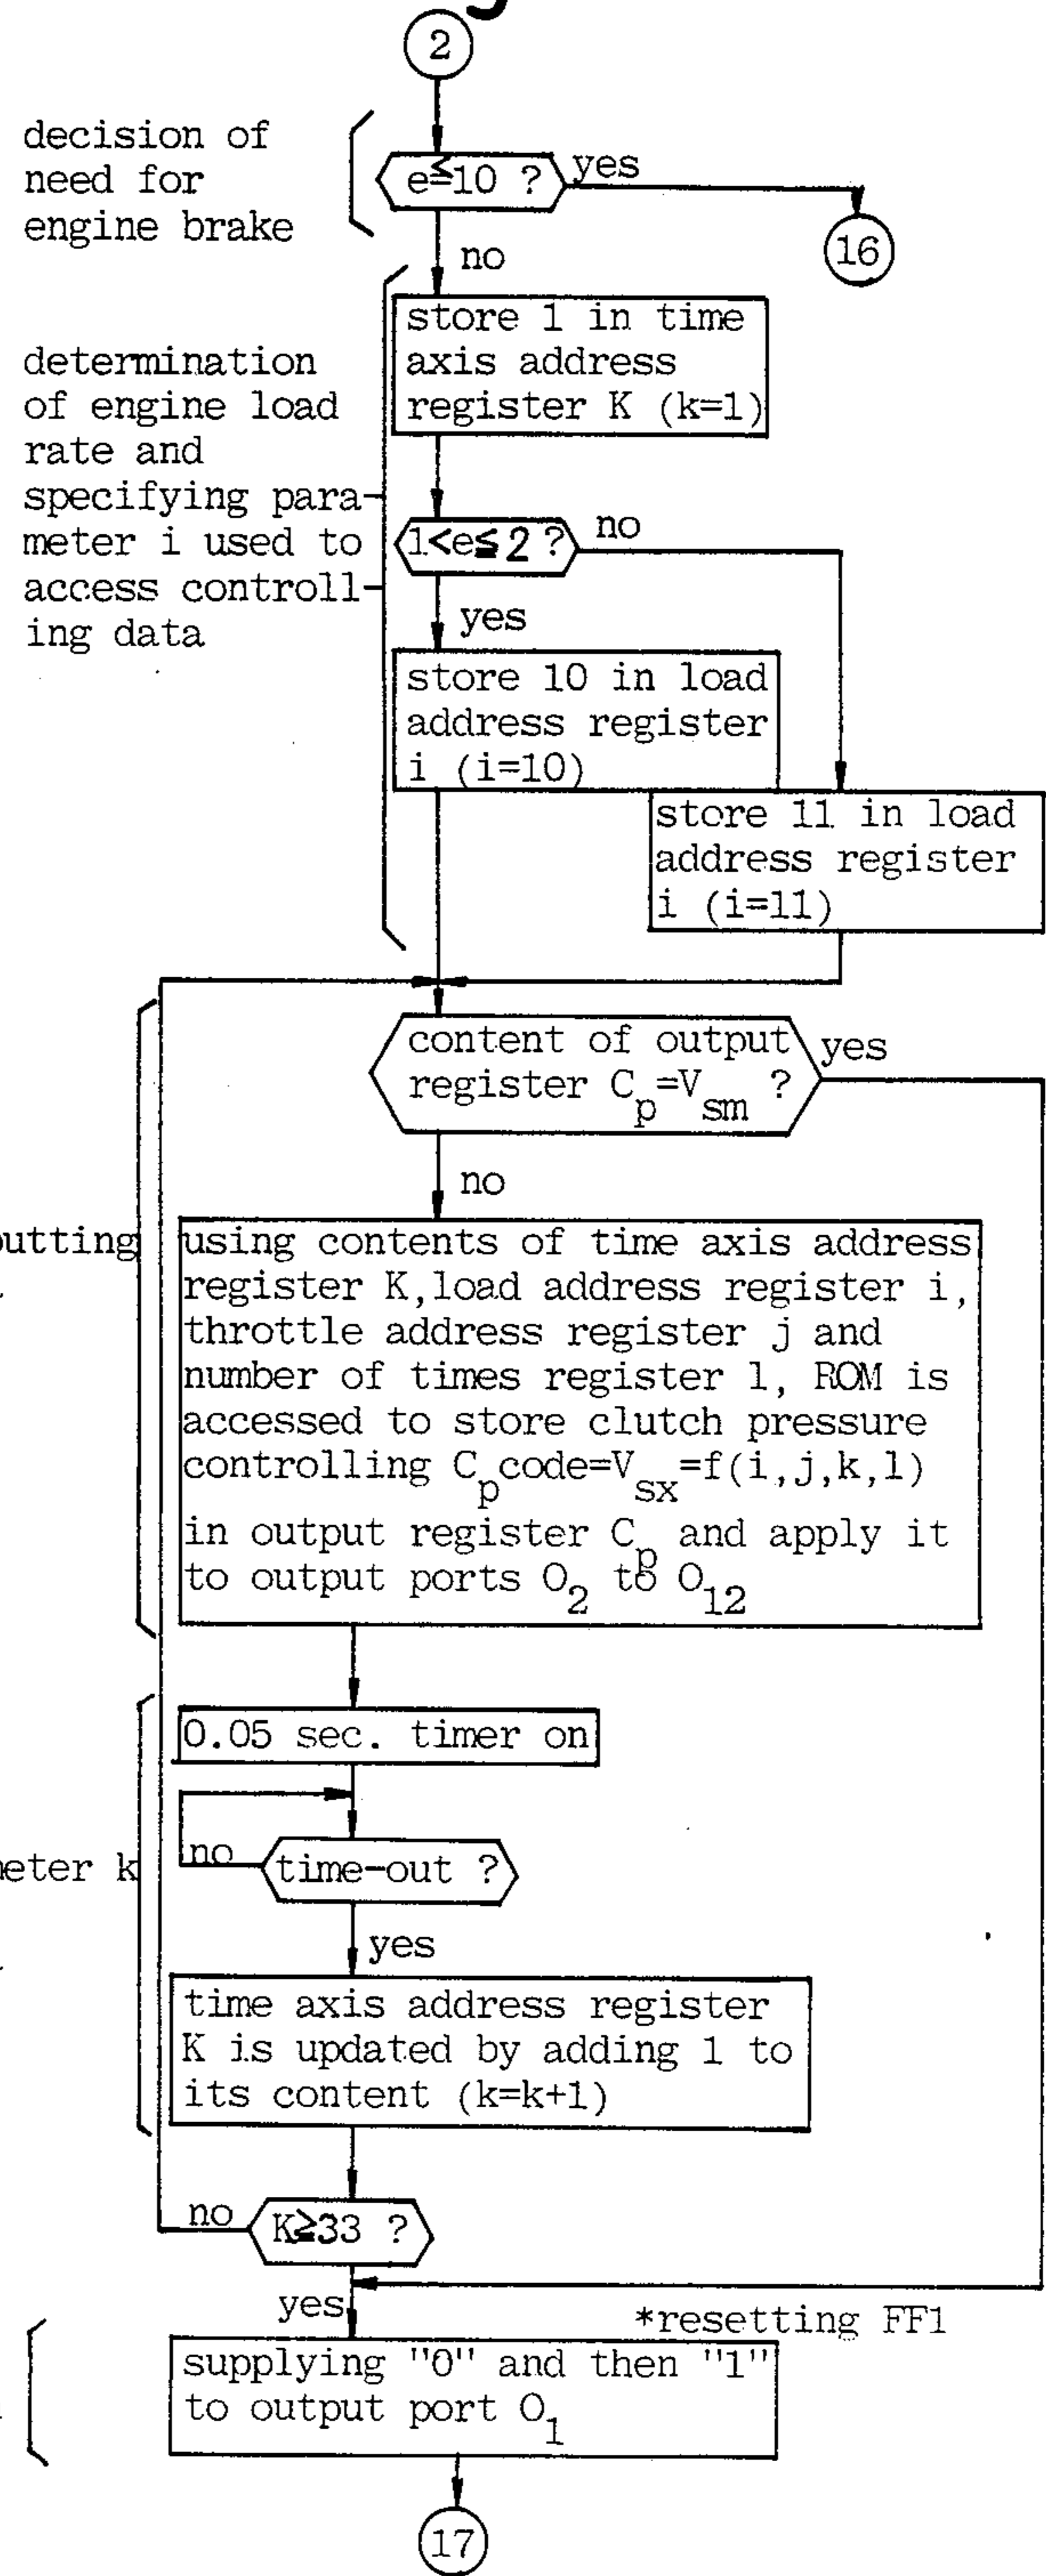 2
decision of
need for
engine brake
e≦10 ?
yes
16
no
store 1 in time
axis address
register K (k=1)
determination
of engine load
rate and
specifying para-
meter i used to
access controll-
ing data
1<e≦2 ?
no
yes
store 10 in load
address register
i (i=10)
store 11 in load
address register
i (i=11)
content of output
register Cp=Vsm ?
yes
no
using contents of time axis address
register K,load address register i,
throttle address register j and
number of times register l, ROM is
accessed to store clutch pressure
controlling Cp code=Vsx=f(i,j,k,l)
in output register Cp and apply it
to output ports O2 to O12
0.05 sec. timer on
no
time-out ?
k
yes
time axis address register
K is updated by adding 1 to
its content (k=k+1)
no
K≧33 ?
yes
*resetting FF1
supplying "0" and then "1"
to output port O1
17